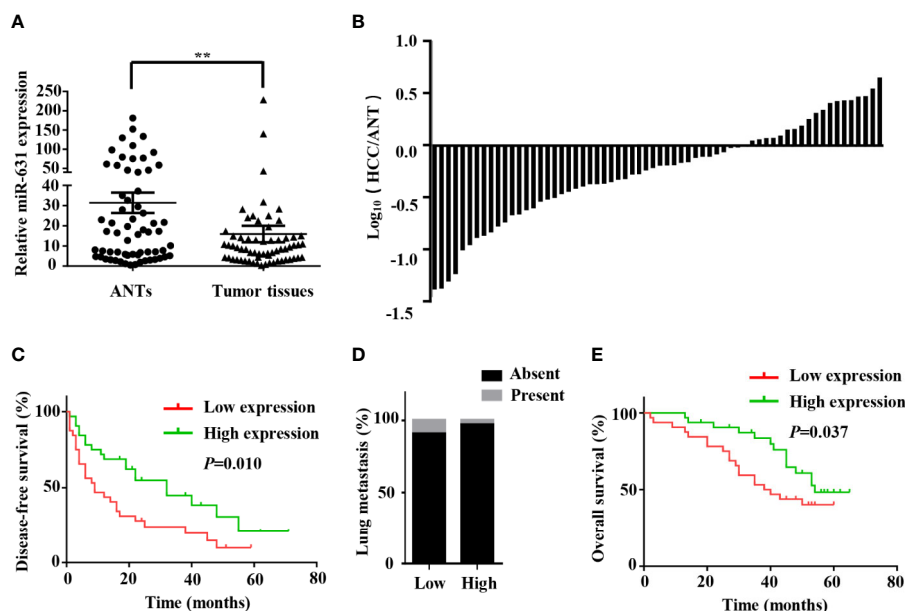 A
**
Relative miR-631 expression
250
200
150
100
50
40
30
20
10
0
ANTs
Tumor tissues
B
Log₁₀ ( HCC/ANT )
1.0
0.5
0.0
-0.5
-1.0
-1.5
C
Disease-free survival (%)
100
50
0
Low expression
High expression
P=0.010
0
20
40
60
80
Time (months)
D
Absent
Present
Lung metastasis (%)
100
50
0
Low
High
E
Low expression
High expression
P=0.037
Overall survival (%)
100
50
0
0
20
40
60
80
Time (months)